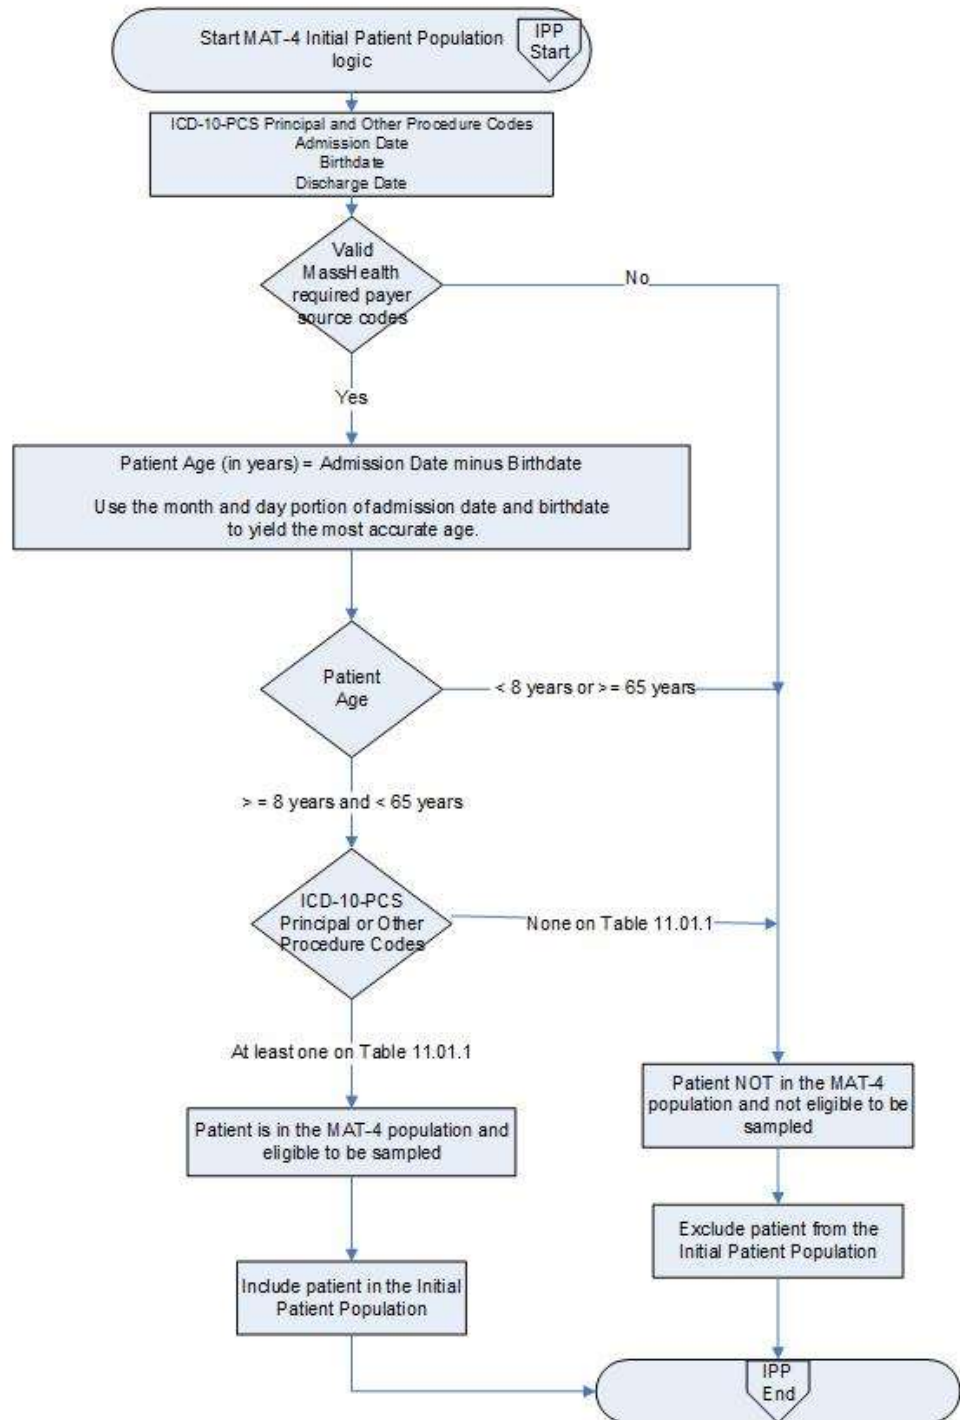 Start MAT-4 Initial Patient Population
logic
IPP
Start
ICD-10-PCS Principal and Other Procedure Codes
Admission Date
Birthdate
Discharge Date
Valid
MassHealth
required payer
source codes
No
Yes
Patient Age (in years) = Admission Date minus Birthdate
Use the month and day portion of admission date and birthdate
to yield the most accurate age.
Patient
Age
< 8 years or >= 65 years
> = 8 years and < 65 years
ICD-10-PCS
Principal or Other
Procedure Codes
None on Table 11.01.1
At least one on Table 11.01.1
Patient is in the MAT-4 population and
eligible to be sampled
Patient NOT in the MAT-4
population and not eligible to be
sampled
Exclude patient from the
Initial Patient Population
Include patient in the Initial
Patient Population
IPP
End